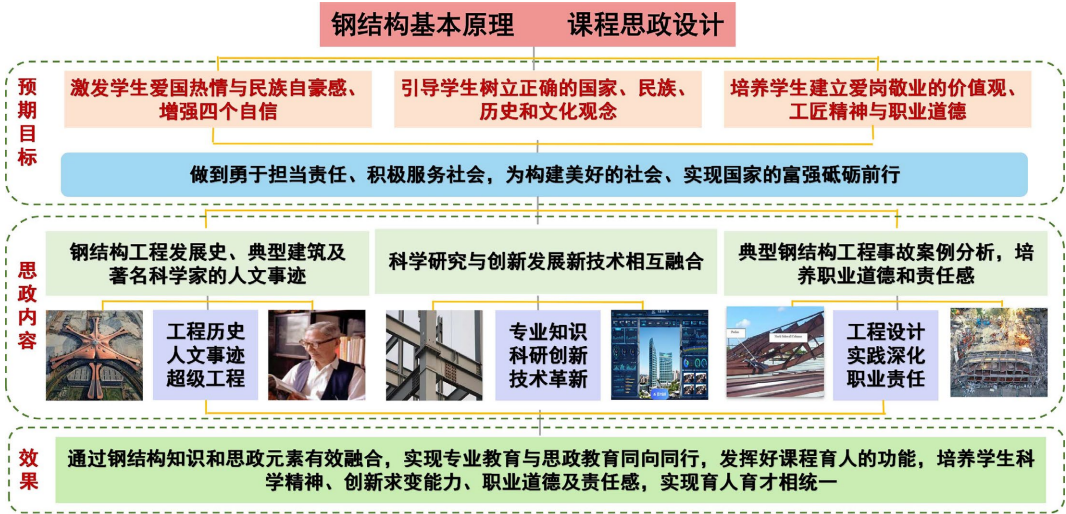 钢结构基本原理 课程思政设计
预期目标
激发学生爱国热情与民族自豪感、
增强四个自信
引导学生树立正确的国家、民族、
历史和文化观念
培养学生建立爱岗敬业的价值观、
工匠精神与职业道德
做到勇于担当责任、积极服务社会，为构建美好的社会、实现国家的富强砥砺前行
思政内容
钢结构工程发展史、典型建筑及
著名科学家的人文事迹
科学研究与创新发展新技术相互融合
典型钢结构工程事故案例分析，培
养职业道德和责任感
工程历史
人文事迹
超级工程
专业知识
科研创新
技术革新
工程设计
实践深化
职业责任
效果
通过钢结构知识和思政元素有效融合，实现专业教育与思政教育同向同行，发挥好课程育人的功能，培养学生科
学精神、创新求变能力、职业道德及责任感，实现育人育才相统一